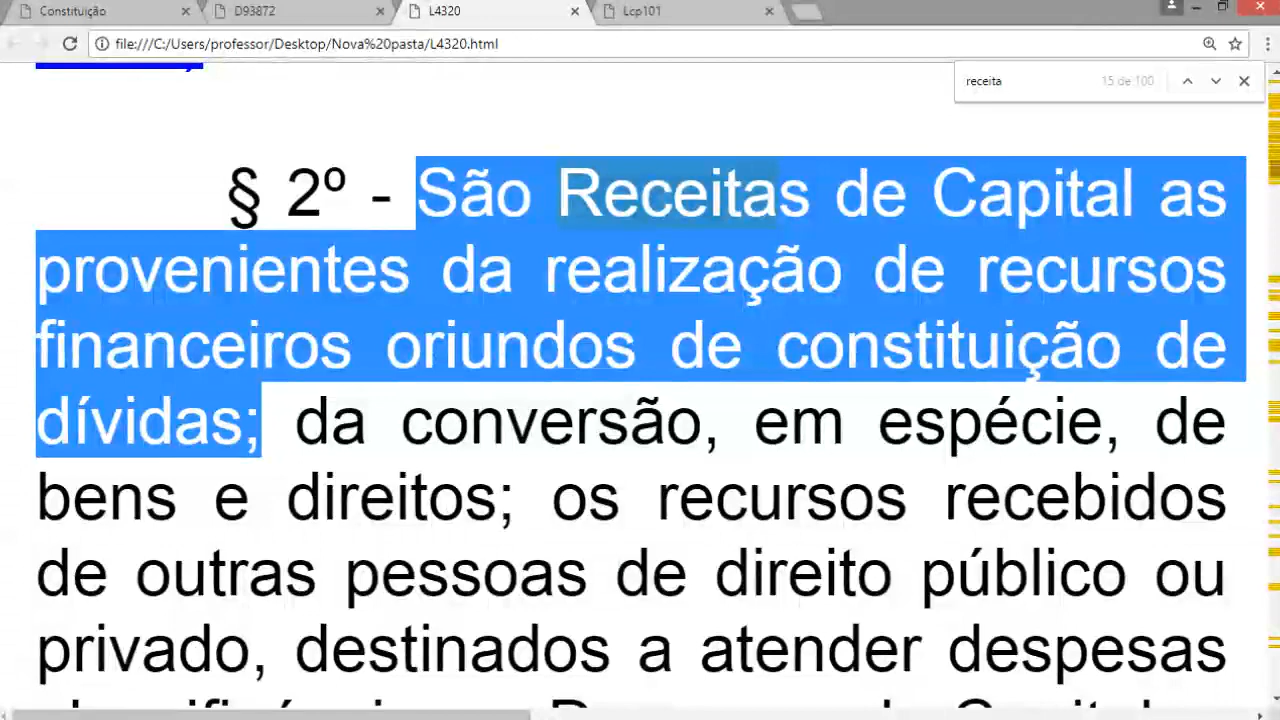 Constituição
D93872
L4320
Lcp101
file:///C:/Users/professor/Desktop/Nova%20pasta/L4320.html
receita
15 de 100
§ 2º - São Receitas de Capital as
provenientes da realização de recursos
financeiros oriundos de constituição de
dívidas; da conversão, em espécie, de
bens e direitos; os recursos recebidos
de outras pessoas de direito público ou
privado, destinados a atender despesas